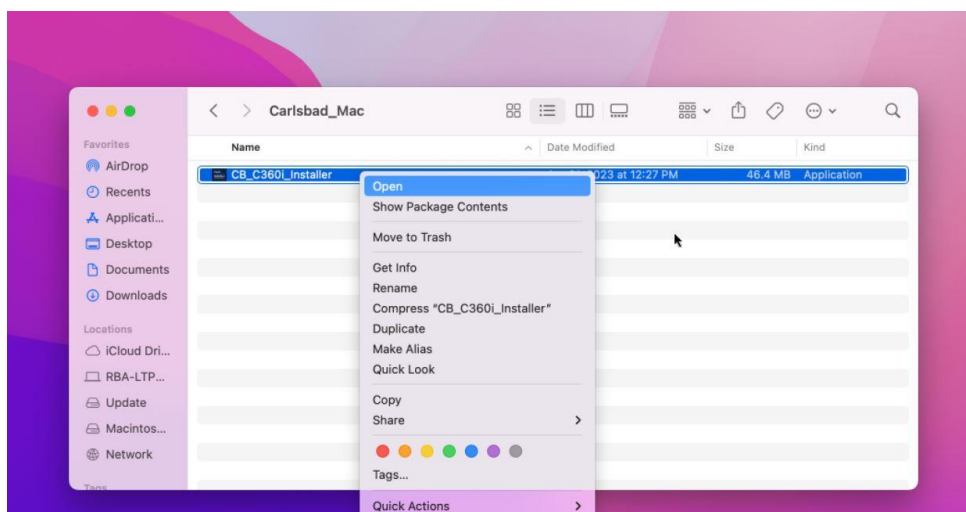 Carlsbad_Mac
Favorites
AirDrop
Recents
Applicati...
Desktop
Documents
Downloads
Locations
iCloud Dri...
RBA-LTP...
Update
Macintos...
Network
Tags
Name
Date Modified
Size
Kind
CB_C360i_Installer
2023 at 12:27 PM
46.4 MB
Application
Open
Show Package Contents
Move to Trash
Get Info
Rename
Compress "CB_C360i_Installer"
Duplicate
Make Alias
Quick Look
Copy
Share
Tags...
Quick Actions